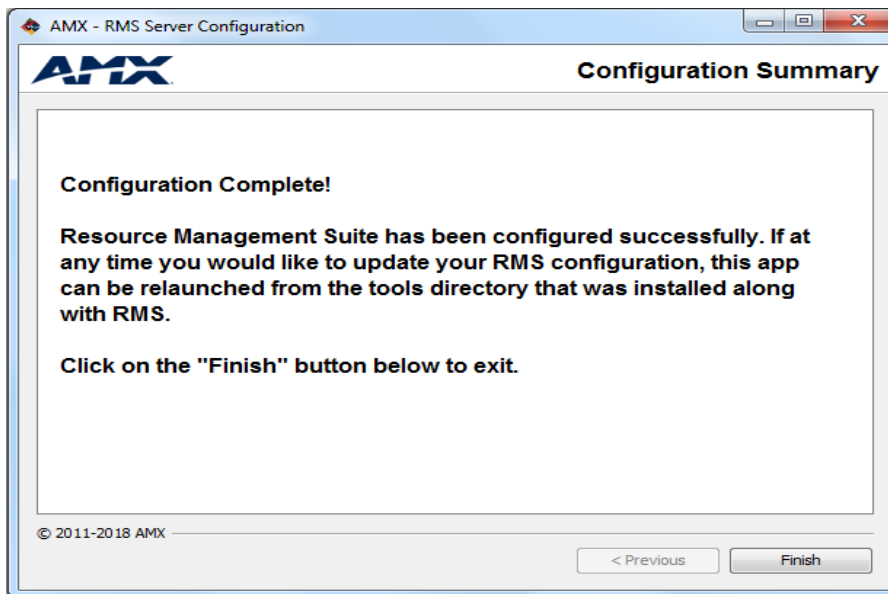 AMX - RMS Server Configuration
AMX
Configuration Summary
Configuration Complete!
Resource Management Suite has been configured successfully. If at
any time you would like to update your RMS configuration, this app
can be relaunched from the tools directory that was installed along
with RMS.
Click on the "Finish" button below to exit.
© 2011-2018 AMX
< Previous
Finish